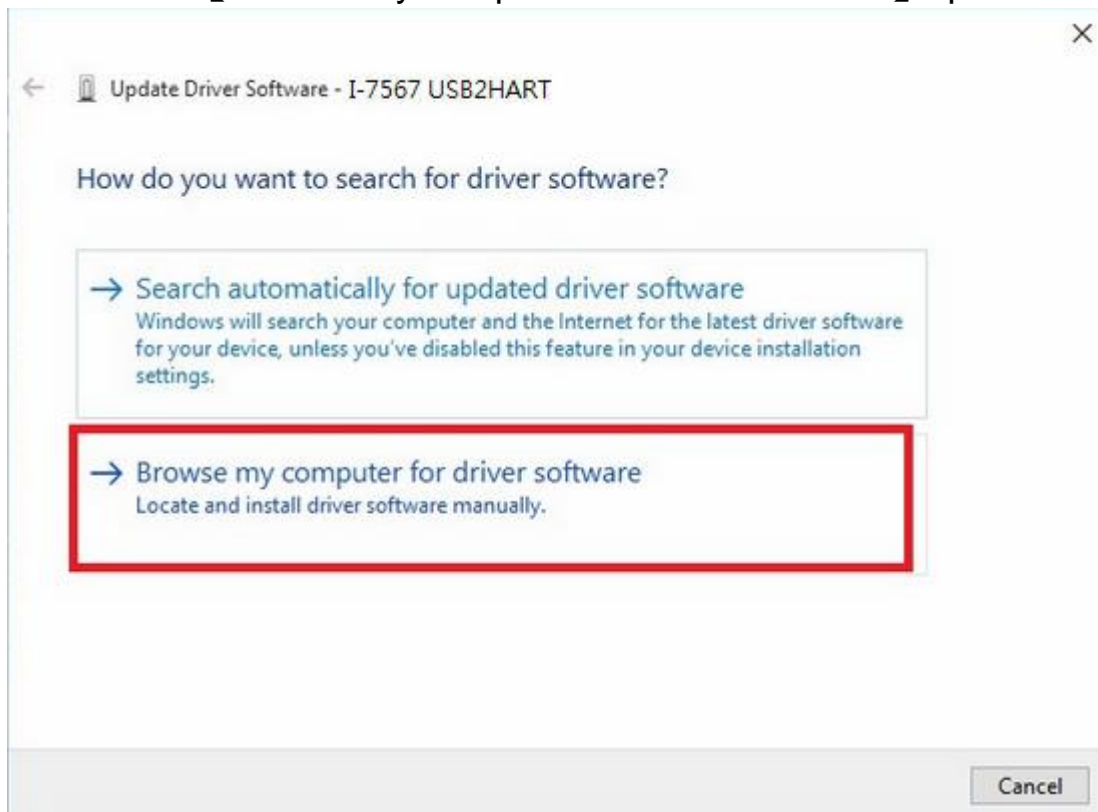 Update Driver Software - I-7567 USB2HART
How do you want to search for driver software?
→ Search automatically for updated driver software
Windows will search your computer and the Internet for the latest driver software
for your device, unless you've disabled this feature in your device installation
settings.
→ Browse my computer for driver software
Locate and install driver software manually.
Cancel